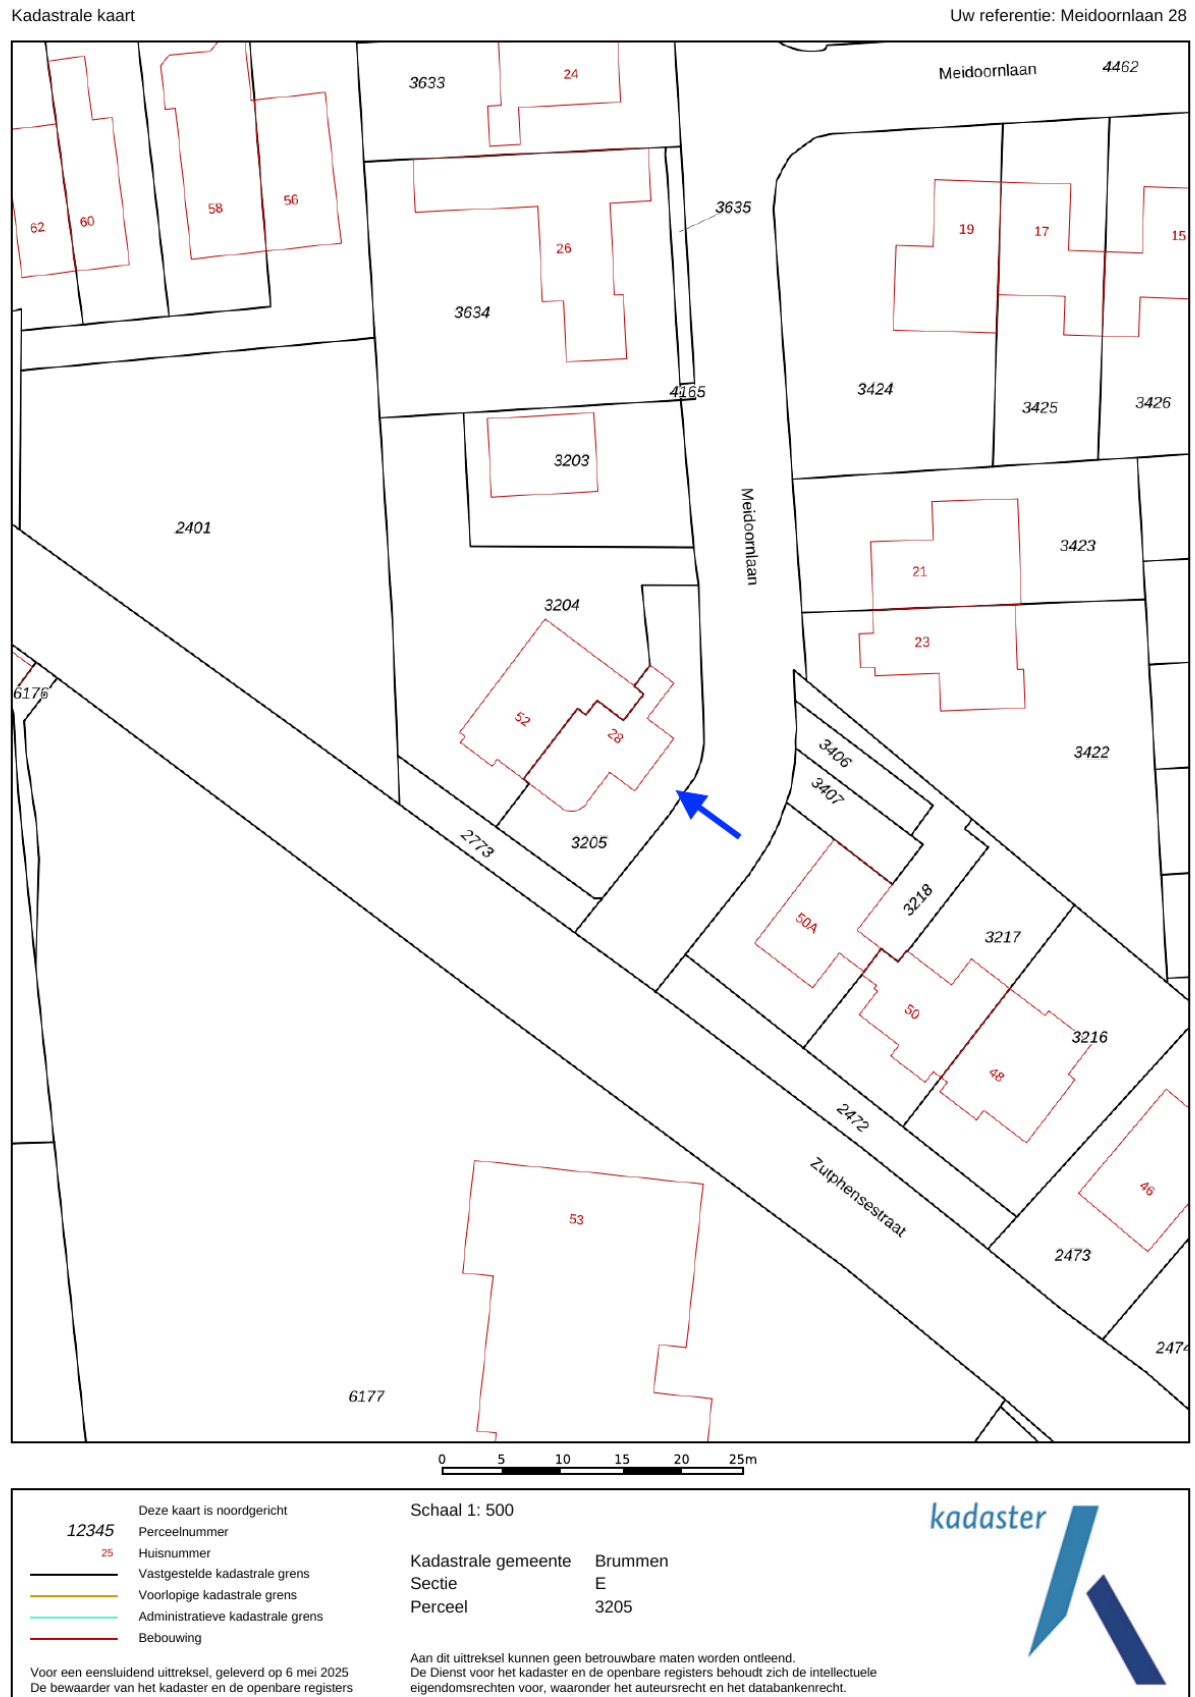 Kadastrale kaart
Uw referentie: Meidoornlaan 28
Meidoornlaan
4462
3633
24
62
60
58
56
3635
26
3634
19
17
15
4165
3424
3425
3426
3203
2401
Meidoornlaan
3423
21
3204
23
6176
52
28
3406
3422
3407
2773
3205
3218
50A
3217
50
3216
48
2472
46
Zutphensestraat
53
2473
2474
6177
0 5 10 15 20 25m
Deze kaart is noordgericht
12345 Perceelnummer
25 Huisnummer
Vastgestelde kadastrale grens
Voorlopige kadastrale grens
Administratieve kadastrale grens
Bebouwing
Voor een eensluidend uittreksel, geleverd op 6 mei 2025
De bewaarder van het kadaster en de openbare registers
Schaal 1: 500
Kadastrale gemeente Brummen
Sectie E
Perceel 3205
Aan dit uittreksel kunnen geen betrouwbare maten worden ontleend.
De Dienst voor het kadaster en de openbare registers behoudt zich de intellectuele
eigendomsrechten voor, waaronder het auteursrecht en het databankenrecht.
kadaster